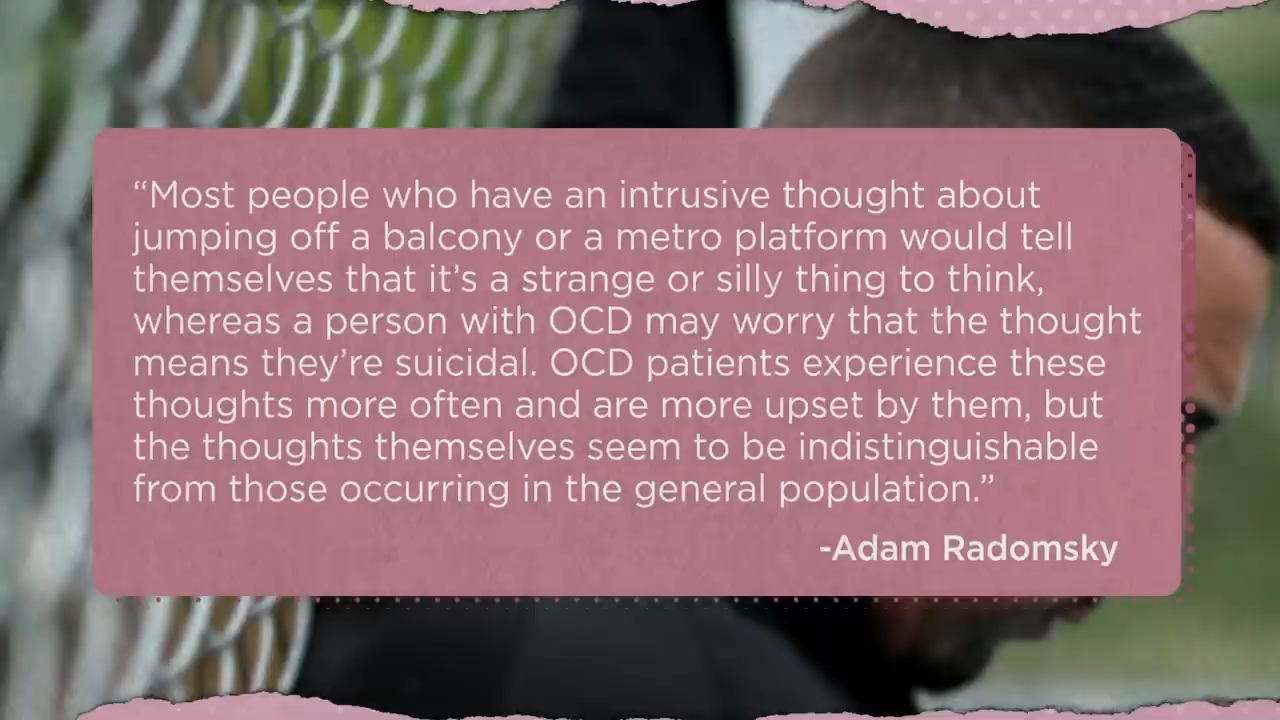 “Most people who have an intrusive thought about
jumping off a balcony or a metro platform would tell
themselves that it’s a strange or silly thing to think,
whereas a person with OCD may worry that the thought
means they’re suicidal. OCD patients experience these
thoughts more often and are more upset by them, but
the thoughts themselves seem to be indistinguishable
from those occurring in the general population.”
-Adam Radomsky